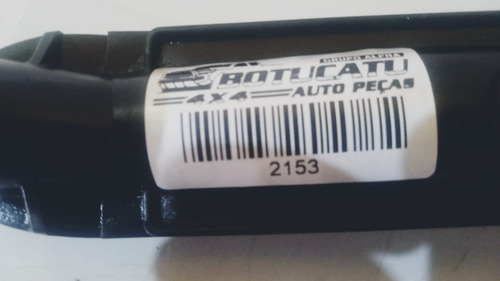 GRUPO ALPHA
BOTUCATU
4X4 AUTO PEÇAS
2153